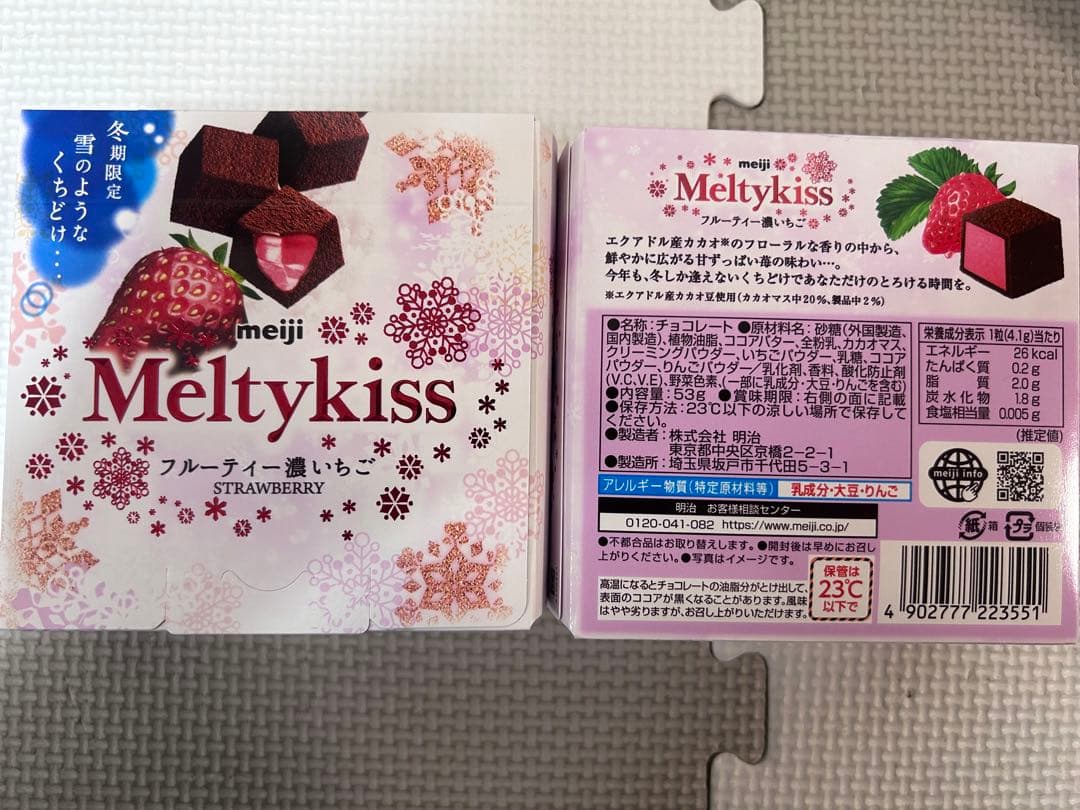 冬期限定
雪のような
くちどけ....
meiji
Meltykiss
フルーティー濃いちご
STRAWBERRY
meiji
Meltykiss
フルーティー濃いちご
エクアドル産カカオ※のフローラルな香りの中から、
鮮やかに広がる甘ずっぱい苺の味わい…。
今年も、冬しか逢えないくちどけであなただけのとろける時間を。
※エクアドル産カカオ豆使用(カカオマス中20%、製品中2%)
●名称:チョコレート ●原材料名:砂糖(外国製造、
国内製造)、植物油脂、ココアバター、全粉乳、カカオマス、
クリーミングパウダー、いちごパウダー、乳糖、ココア
パウダー、りんごパウダー/乳化剤、香料、酸化防止剤
(V.C、V.E)、野菜色素、(一部に乳成分・大豆・りんごを含む)
●内容量:53g ●賞味期限:右側の面に記載
●保存方法:23℃以下の涼しい場所で保存して
ください。
●製造者:株式会社 明治
東京都中央区京橋2-2-1
●製造所:埼玉県坂戸市千代田5-3-1
アレルギー物質(特定原材料等) 乳成分・大豆・りんご
明治 お客様相談センター
0120-041-082 https://www.meiji.co.jp/
●不都合品はお取り替えします。●開封後は早めにお召し
上がりください。●写真はイメージです。
高温になるとチョコレートの油脂分がとけ出して、
表面のココアが黒くなることがあります。風味
はやや劣りますが、お召し上がりいただけます。
保管は
23℃
以下で
栄養成分表示 1粒(4.1g)当たり
エネルギー 26kcal
たんぱく質 0.2g
脂質 2.0g
炭水化物 1.8g
食塩相当量 0.005g
(推定値)
meiji info
紙 箱 プラ 個装
4 902777 223551